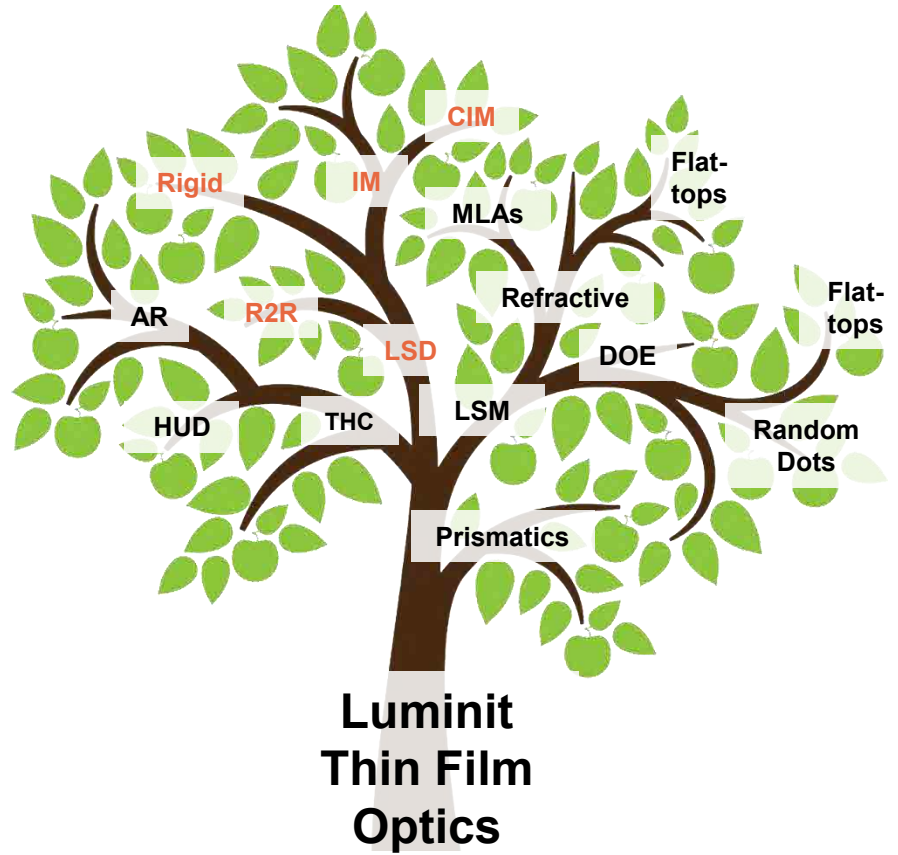 CIM
Rigid
IM
Flat-
tops
MLAs
AR
R2R
Refractive
Flat-
tops
LSD
DOE
HUD
THC
LSM
Random
Dots
Prismatics
Luminit
Thin Film
Optics